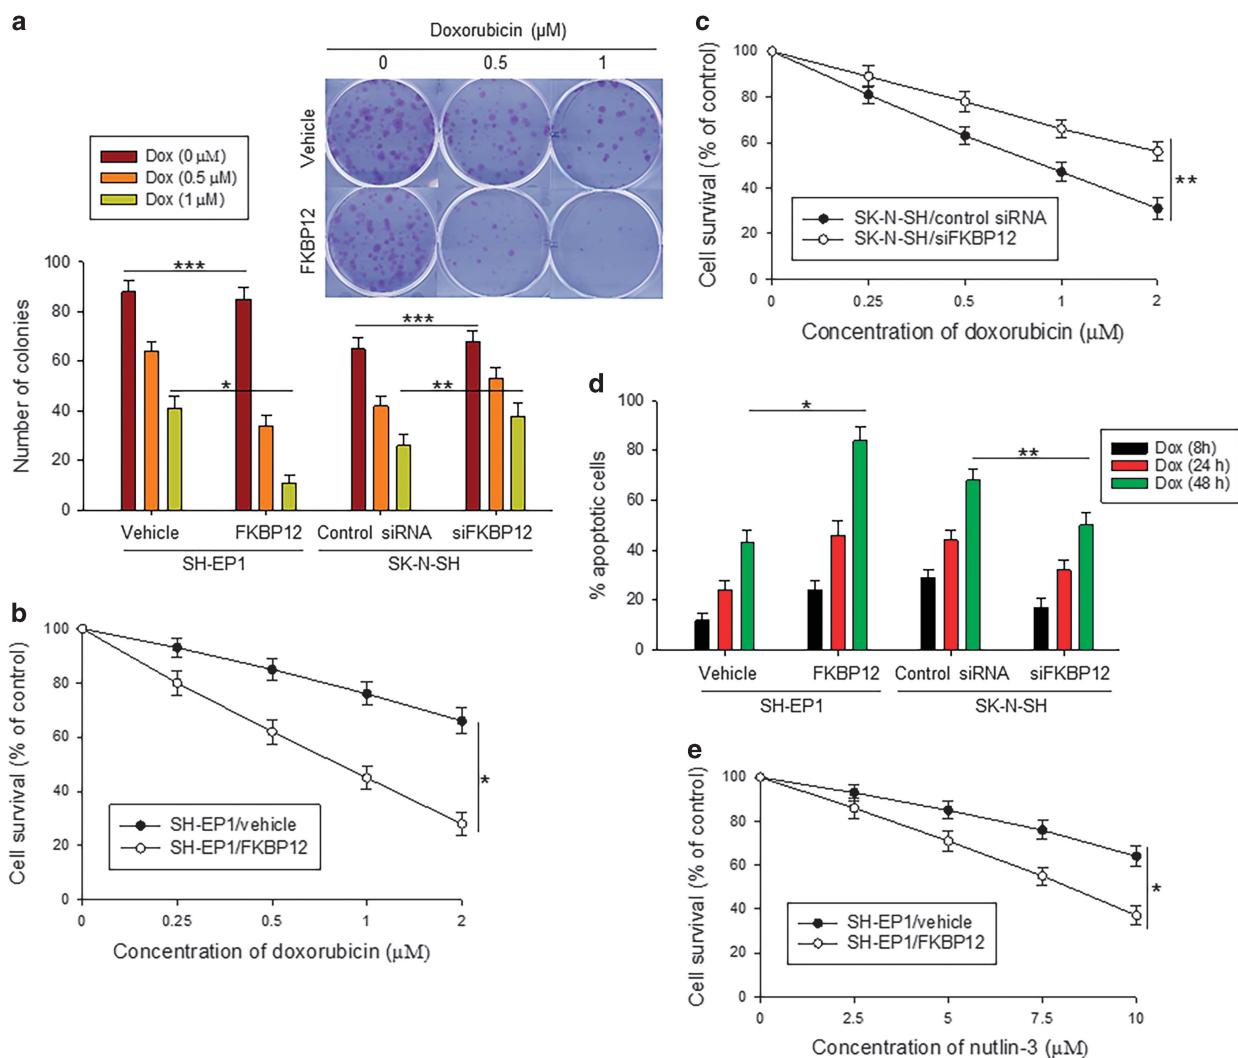 a
Doxorubicin (µM)
0 0.5 1
Vehicle
FKBP12
Dox (0 µM)
Dox (0.5 µM)
Dox (1 µM)
Number of colonies
100
80
60
40
20
0
***
*
***
**
Vehicle FKBP12 Control siRNA siFKBP12
SH-EP1 SK-N-SH
b
Cell survival (% of control)
100
80
60
40
20
0
*
SH-EP1/vehicle
SH-EP1/FKBP12
0 0.25 0.5 1 2
Concentration of doxorubicin (µM)
c
Cell survival (% of control)
100
80
60
40
20
0
**
SK-N-SH/control siRNA
SK-N-SH/siFKBP12
0 0.25 0.5 1 2
Concentration of doxorubicin (µM)
d
% apoptotic cells
100
80
60
40
20
0
*
**
Dox (8h)
Dox (24 h)
Dox (48 h)
Vehicle FKBP12 Control siRNA siFKBP12
SH-EP1 SK-N-SH
e
Cell survival (% of control)
100
80
60
40
20
0
*
SH-EP1/vehicle
SH-EP1/FKBP12
0 2.5 5 7.5 10
Concentration of nutlin-3 (µM)